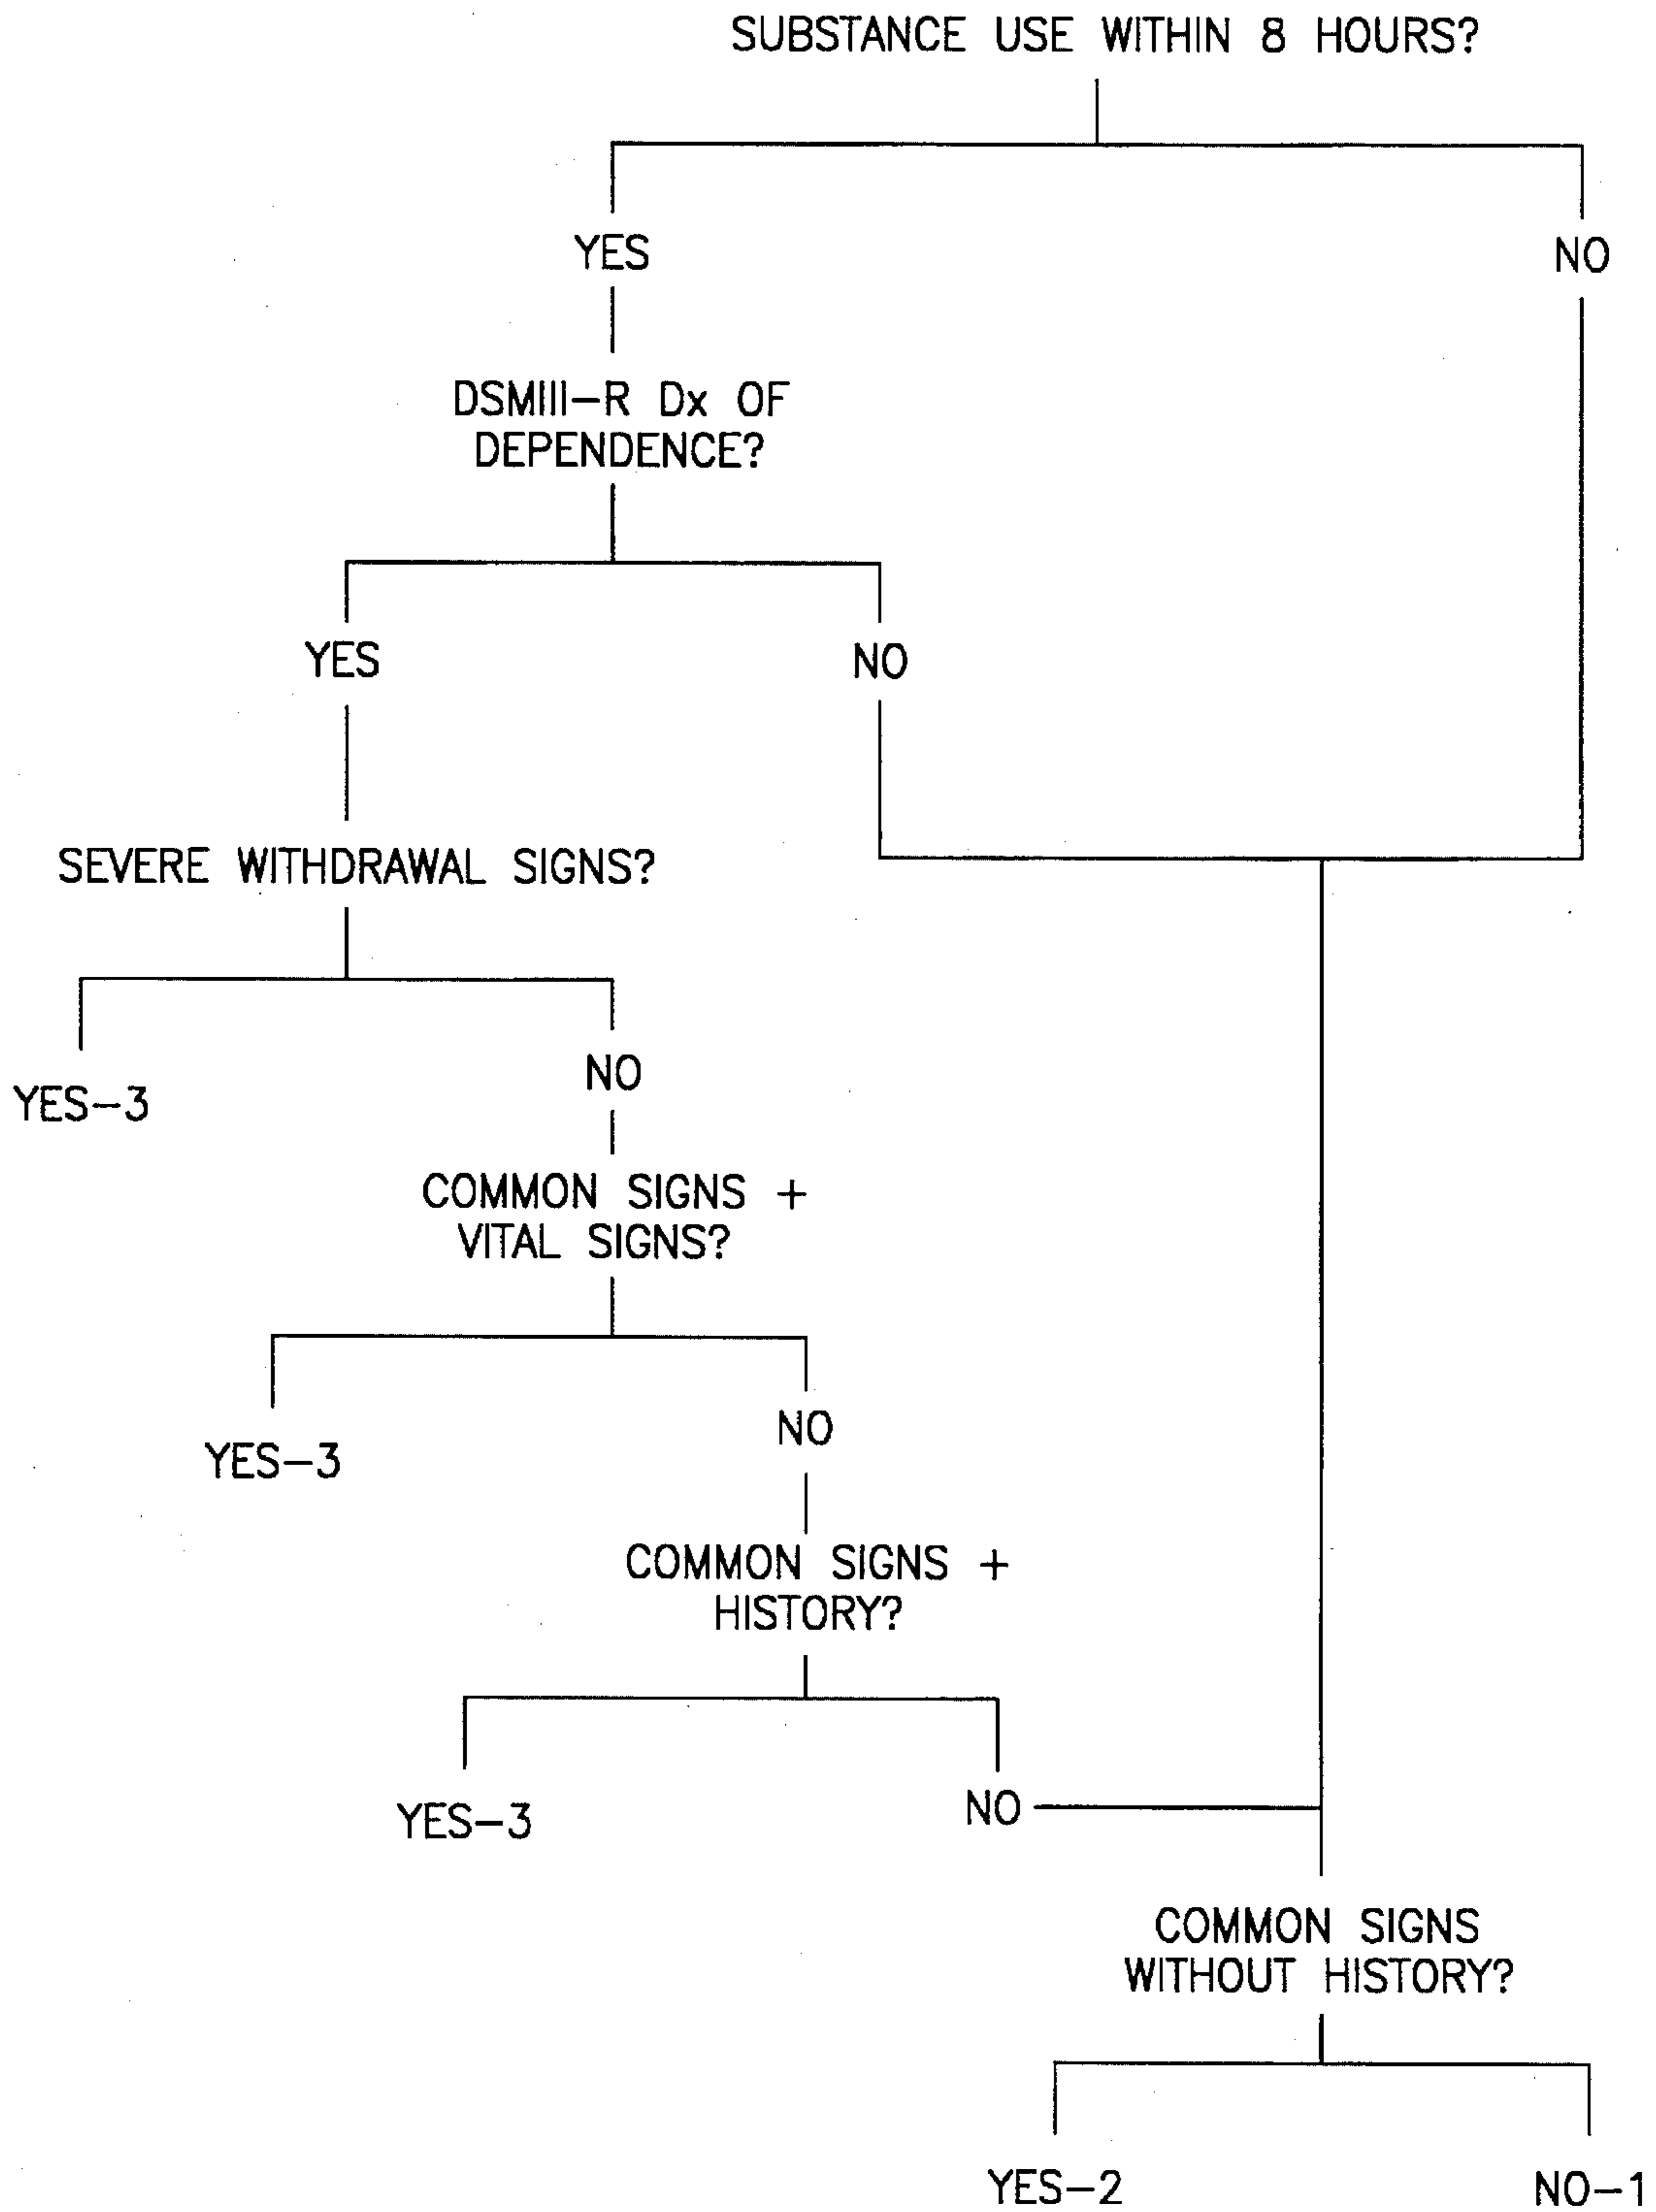 SUBSTANCE USE WITHIN 8 HOURS?
YES
NO
DSMIII-R Dx OF
DEPENDENCE?
YES
NO
SEVERE WITHDRAWAL SIGNS?
YES-3
NO
COMMON SIGNS +
VITAL SIGNS?
YES-3
NO
COMMON SIGNS +
HISTORY?
YES-3
NO
COMMON SIGNS
WITHOUT HISTORY?
YES-2
NO-1